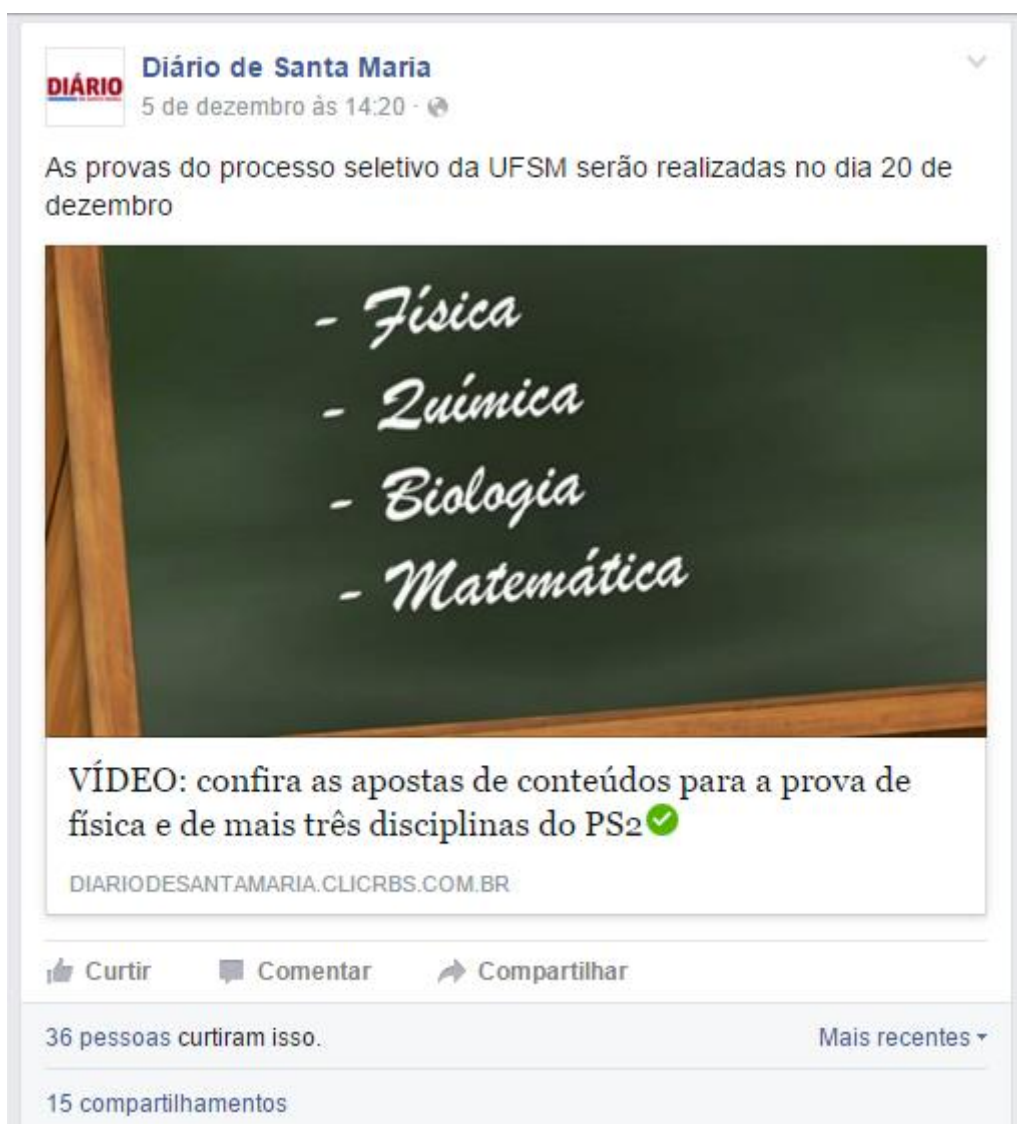 DIÁRIO
Diário de Santa Maria
5 de dezembro às 14:20 ·
As provas do processo seletivo da UFSM serão realizadas no dia 20 de
dezembro
- Física
- Química
- Biologia
- Matemática
VÍDEO: confira as apostas de conteúdos para a prova de
física e de mais três disciplinas do PS2
DIARIODESANTAMARIA.CLICRBS.COM.BR
Curtir Comentar Compartilhar
36 pessoas curtiram isso. Mais recentes
15 compartilhamentos